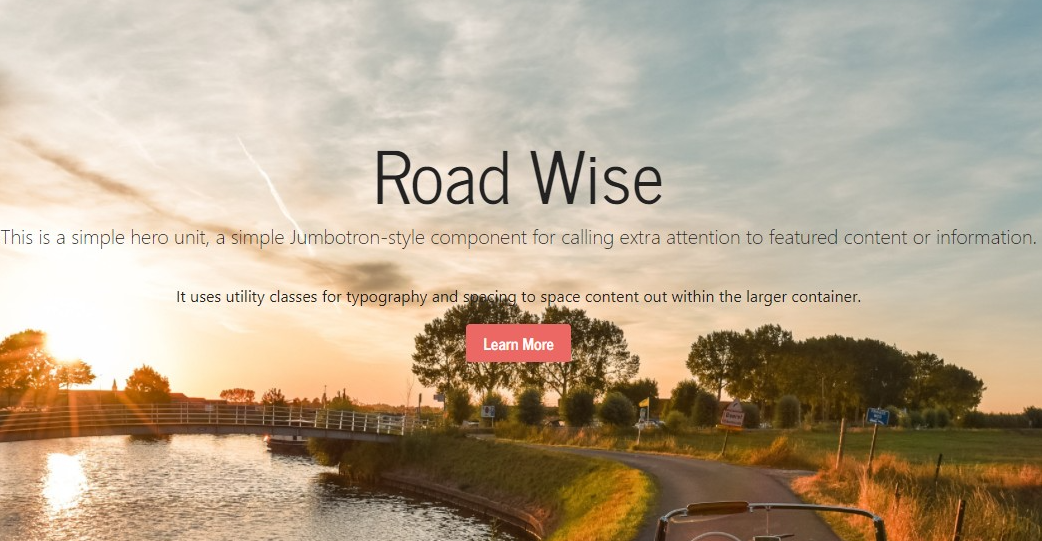 Road Wise
This is a simple hero unit, a simple Jumbotron-style component for calling extra attention to featured content or information.
It uses utility classes for typography and spacing to space content out within the larger container.
Learn More